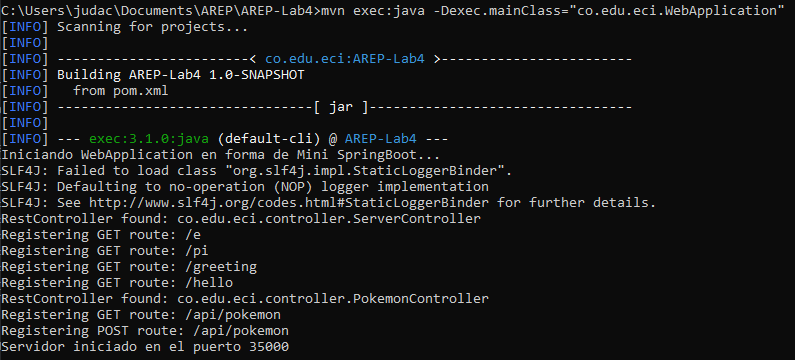 C:\Users\judac\Documents\AREP\AREP-Lab4>mvn exec:java -Dexec.mainClass="co.edu.eci.WebApplication"
[INFO] Scanning for projects...
[INFO]
[INFO] ------------------------< co.edu.eci:AREP-Lab4 >------------------------
[INFO] Building AREP-Lab4 1.0-SNAPSHOT
[INFO]   from pom.xml
[INFO] --------------------------------[ jar ]---------------------------------
[INFO]
[INFO] --- exec:3.1.0:java (default-cli) @ AREP-Lab4 ---
Iniciando WebApplication en forma de Mini SpringBoot...
SLF4J: Failed to load class "org.slf4j.impl.StaticLoggerBinder".
SLF4J: Defaulting to no-operation (NOP) logger implementation
SLF4J: See http://www.slf4j.org/codes.html#StaticLoggerBinder for further details.
RestController found: co.edu.eci.controller.ServerController
Registering GET route: /e
Registering GET route: /pi
Registering GET route: /greeting
Registering GET route: /hello
RestController found: co.edu.eci.controller.PokemonController
Registering GET route: /api/pokemon
Registering POST route: /api/pokemon
Servidor iniciado en el puerto 35000